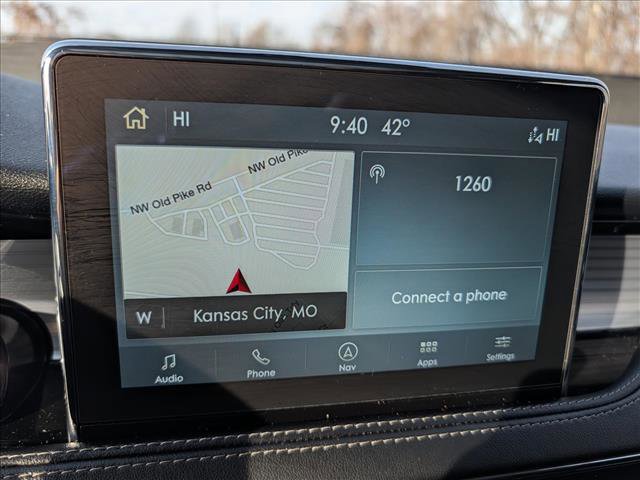 HI 9:40 42° HI
NW Old Pike
NW Old Pike Rd
1260
W Kansas City, MO
Connect a phone
Audio Phone Nav Apps Settings